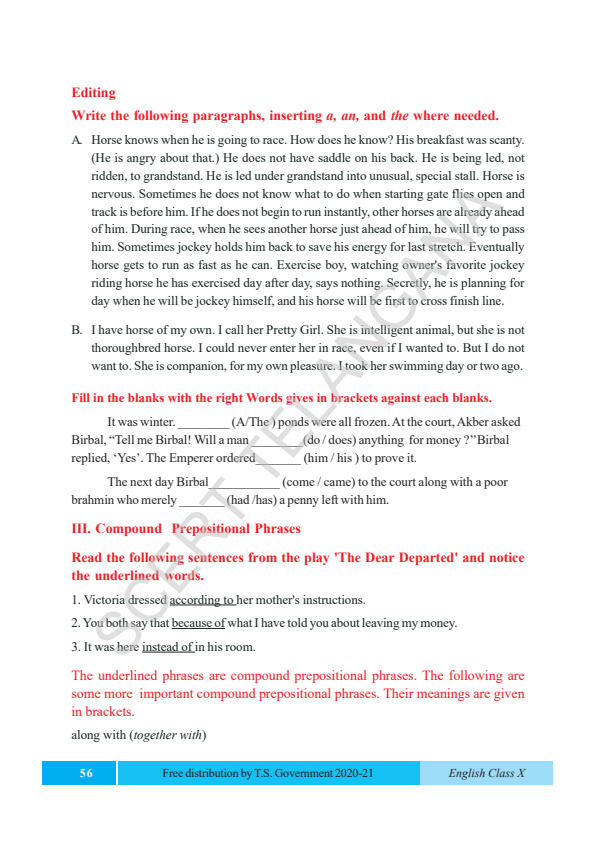 Editing
Write the following paragraphs, inserting a, an, and the where needed.
A. Horse knows when he is going to race. How does he know? His breakfast was scanty.
(He is angry about that.) He does not have saddle on his back. He is being led, not
ridden, to grandstand. He is led under grandstand into unusual, special stall. Horse is
nervous. Sometimes he does not know what to do when starting gate flies open and
track is before him. If he does not begin to run instantly, other horses are already ahead
of him. During race, when he sees another horse just ahead of him, he will try to pass
him. Sometimes jockey holds him back to save his energy for last stretch. Eventually
horse gets to run as fast as he can. Exercise boy, watching owner's favorite jockey
riding horse he has exercised day after day, says nothing. Secretly, he is planning for
day when he will be jockey himself, and his horse will be first to cross finish line.
B. I have horse of my own. I call her Pretty Girl. She is intelligent animal, but she is not
thoroughbred horse. I could never enter her in race, even if I wanted to. But I do not
want to. She is companion, for my own pleasure. I took her swimming day or two ago.
Fill in the blanks with the right Words gives in brackets against each blanks.
It was winter. ________ (A/The ) ponds were all frozen. At the court, Akber asked
Birbal, “Tell me Birbal! Will a man ________(do / does) anything for money ?”Birbal
replied, ‘Yes’. The Emperer ordered_______ (him / his ) to prove it.
The next day Birbal___________ (come / came) to the court along with a poor
brahmin who merely _______ (had /has) a penny left with him.
III. Compound Prepositional Phrases
Read the following sentences from the play 'The Dear Departed' and notice
the underlined words.
1. Victoria dressed according to her mother's instructions.
2. You both say that because of what I have told you about leaving my money.
3. It was here instead of in his room.
The underlined phrases are compound prepositional phrases. The following are
some more important compound prepositional phrases. Their meanings are given
in brackets.
along with (together with)
SCERT TELANGANA
56 Free distribution by T.S. Government 2020-21 English Class X